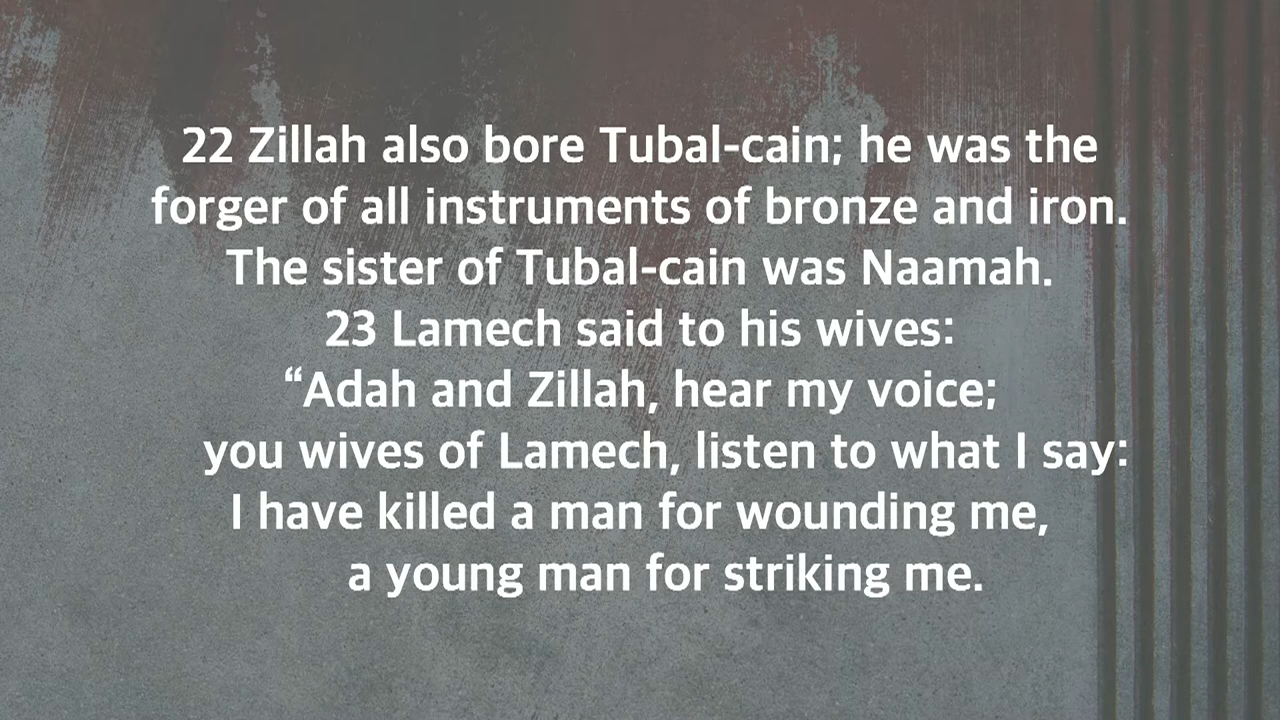 22 Zillah also bore Tubal-cain; he was the
forger of all instruments of bronze and iron.
The sister of Tubal-cain was Naamah.
23 Lamech said to his wives:
“Adah and Zillah, hear my voice;
you wives of Lamech, listen to what I say:
I have killed a man for wounding me,
a young man for striking me.